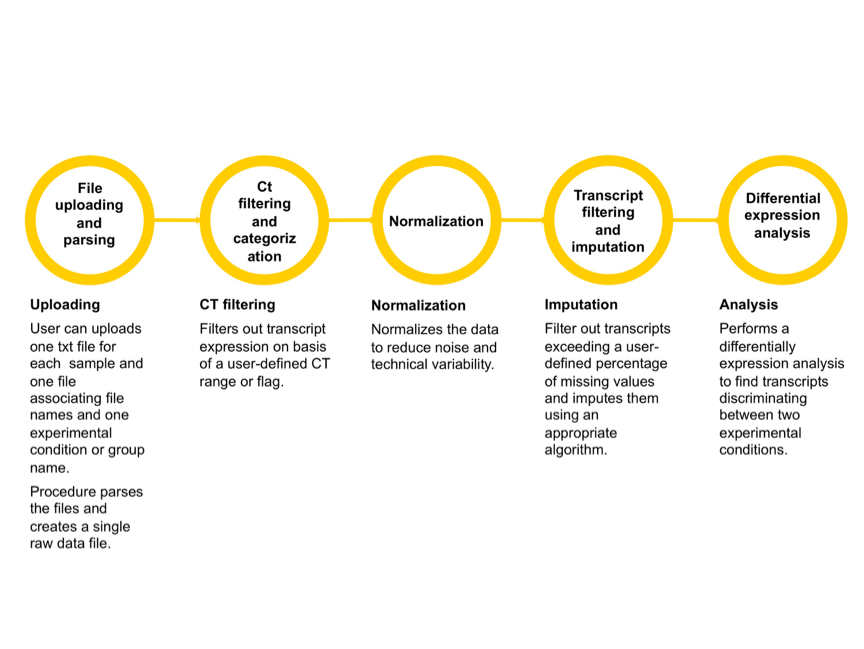 File
uploading
and
parsing
Ct
filtering
and
categoriz
ation
Normalization
Transcript
filtering
and
imputation
Differential
expression
analysis
Uploading
User can uploads
one txt file for
each  sample and
one file
associating file
names and one
experimental
condition or group
name.
Procedure parses
the files and
creates a single
raw data file.
CT filtering
Filters out transcript
expression on basis
of a user-defined CT
range or flag.
Normalization
Normalizes the data
to reduce noise and
technical variability.
Imputation
Filter out transcripts
exceeding a user-
defined percentage
of missing values
and imputes them
using an
appropriate
algorithm.
Analysis
Performs a
differentially
expression analysis
to find transcripts
discriminating
between two
experimental
conditions.